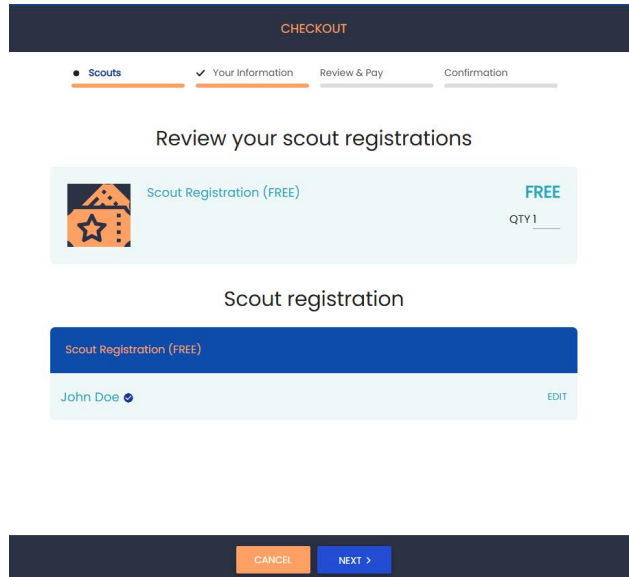 CHECKOUT
Scouts
Your Information
Review & Pay
Confirmation
Review your scout registrations
Scout Registration (FREE)
FREE
QTY 1
Scout registration
Scout Registration (FREE)
John Doe
EDIT
CANCEL
NEXT >